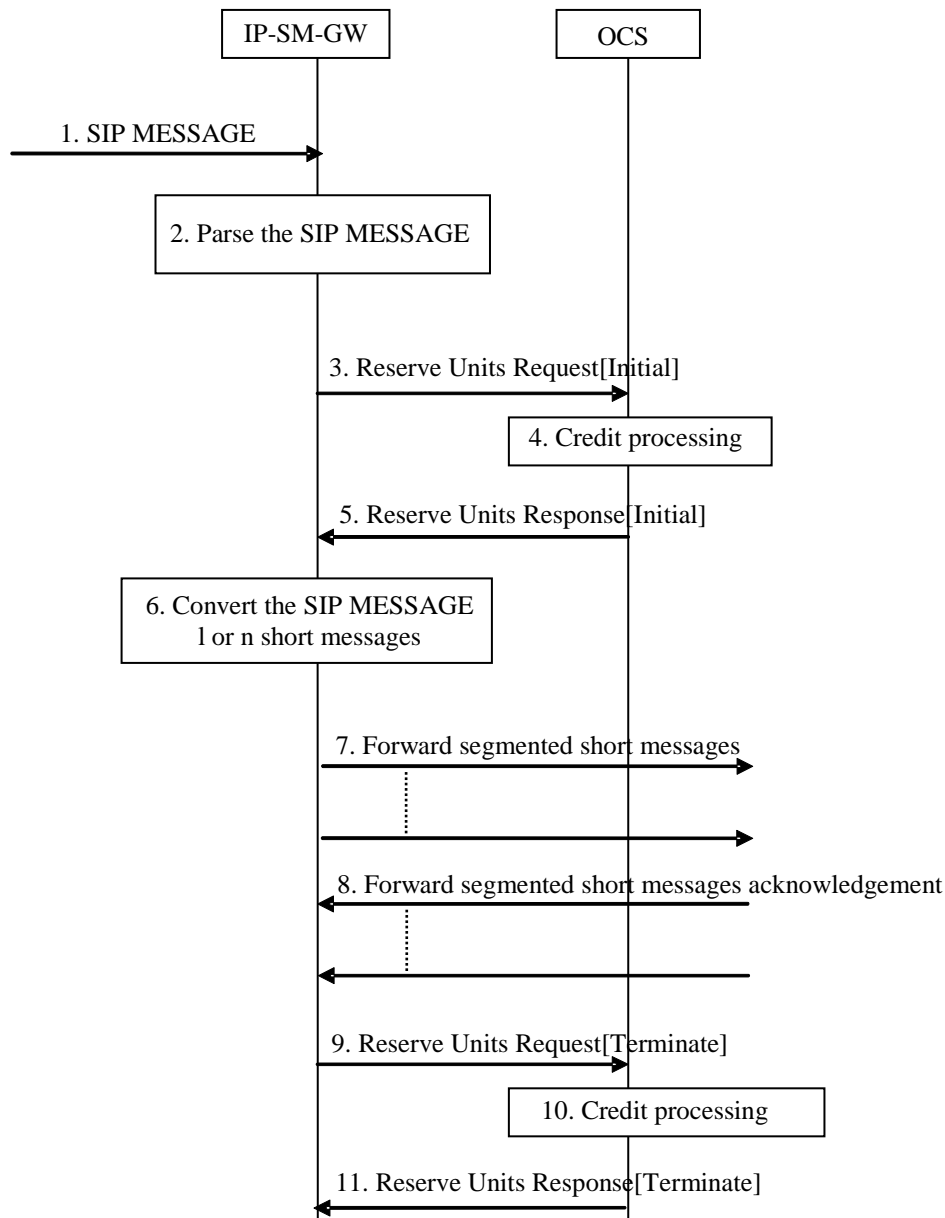 IP-SM-GW
OCS
1. SIP MESSAGE
2. Parse the SIP MESSAGE
3. Reserve Units Request[Initial]
4. Credit processing
5. Reserve Units Response[Initial]
6. Convert the SIP MESSAGE
l or n short messages
7. Forward segmented short messages
8. Forward segmented short messages acknowledgement
9. Reserve Units Request[Terminate]
10. Credit processing
11. Reserve Units Response[Terminate]